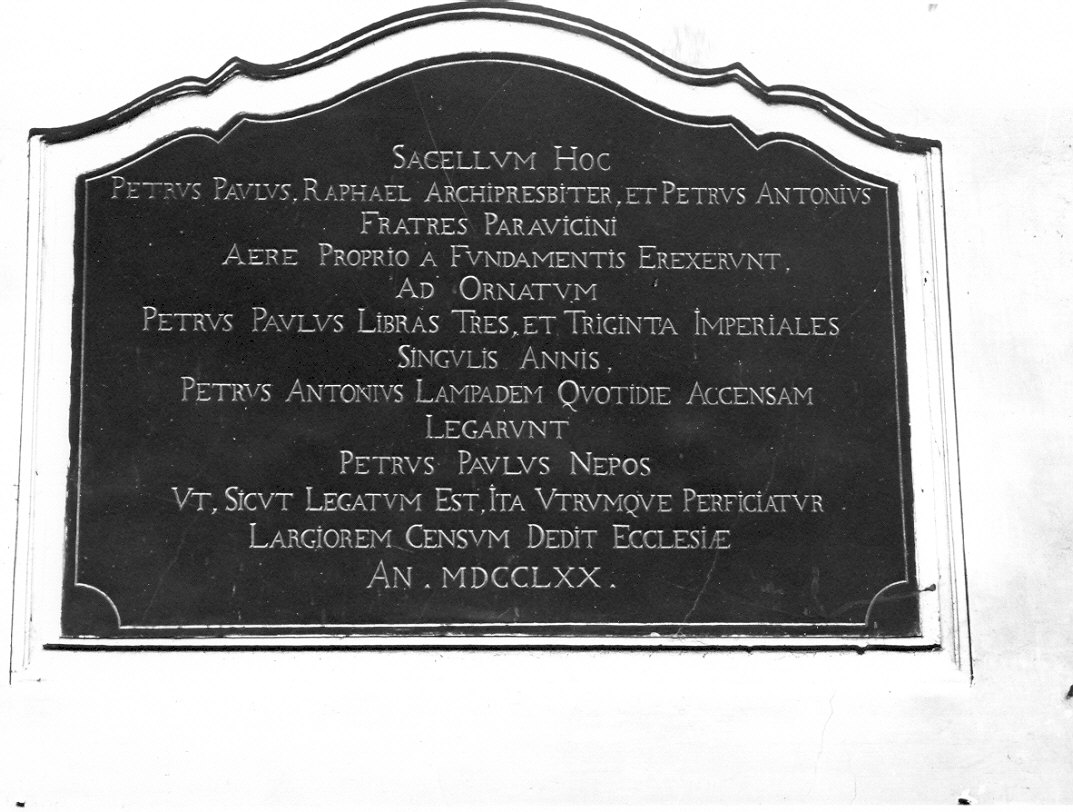 SACELLVM HOC
PETRVS PAVLVS, RAPHAEL ARCHIPRESBITER, ET PETRVS ANTONIVS
FRATRES PARAVICINI
AERE PROPRIO A FVNDAMENTIS EREXERVNT,
AD ORNATVM
PETRVS PAVLVS LIBRAS TRES, ET TRIGINTA IMPERIALES
SINGVLIS ANNIS,
PETRVS ANTONIVS LAMPADEM QVOTIDIE ACCENSAM
LEGARVNT
PETRVS PAVLVS NEPOS
VT, SICVT LEGATVM EST, ITA VTRVMQVE PERFICIATVR
LARGIOREM CENSVM DEDIT ECCLESIÆ
AN. MDCCLXX.